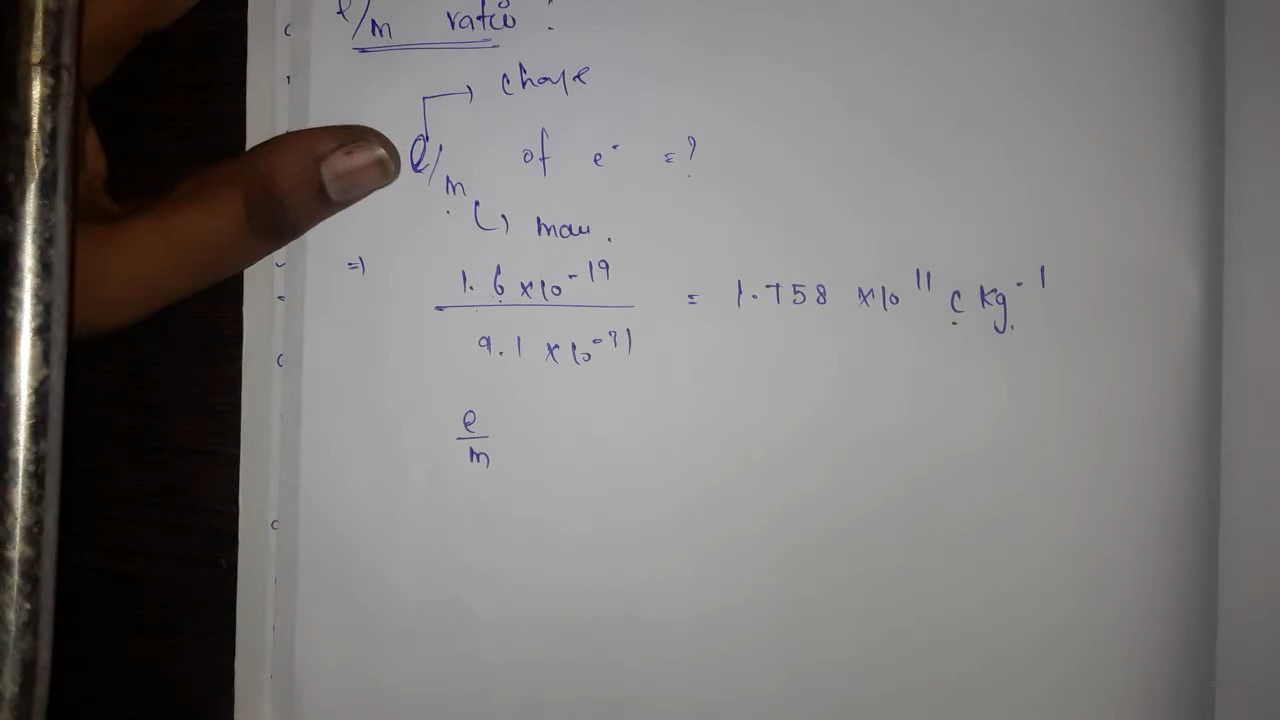 e/m ratio :
→ charge
e/m of e⁻ = ?
↳ mass.
⇒ 1.6 × 10⁻¹⁹ / 9.1 × 10⁻³¹ = 1.758 × 10¹¹ C kg⁻¹
e/m